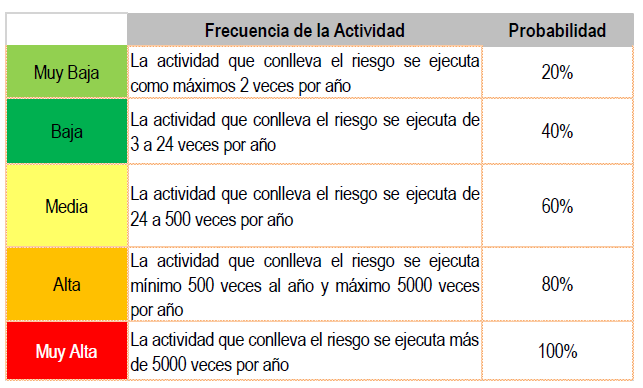 Frecuencia de la Actividad Probabilidad
Muy Baja
La actividad que conlleva el riesgo se ejecuta
como máximos 2 veces por año
20%
Baja
La actividad que conlleva el riesgo se ejecuta de
3 a 24 veces por año
40%
Media
La actividad que conlleva el riesgo se ejecuta de
24 a 500 veces por año
60%
Alta
La actividad que conlleva el riesgo se ejecuta
mínimo 500 veces al año y máximo 5000 veces
por año
80%
Muy Alta
La actividad que conlleva el riesgo se ejecuta más
de 5000 veces por año
100%